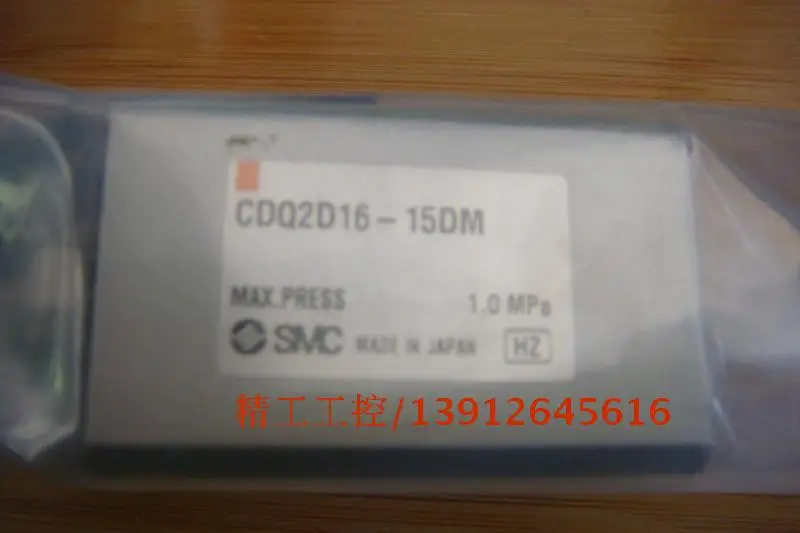 CDQ2D16-15DM
MAX.PRESS 1.0 MPa
SMC MADE IN JAPAN HZ
精工工控/13912645616